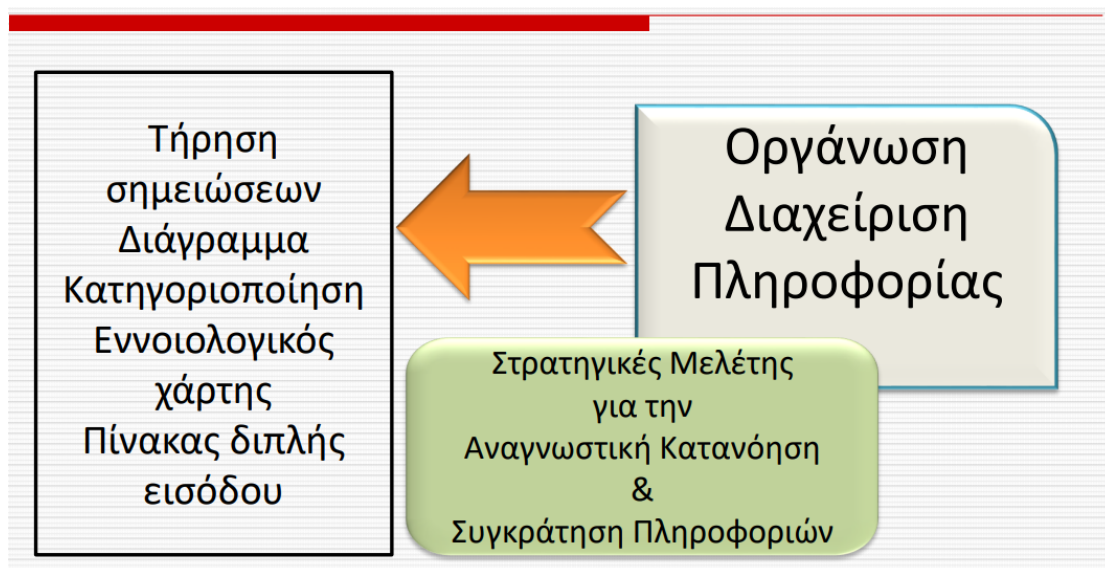 Τήρηση
σημειώσεων
Διάγραμμα
Κατηγοριοποίηση
Εννοιολογικός
χάρτης
Πίνακας διπλής
εισόδου
Οργάνωση
Διαχείριση
Πληροφορίας
Στρατηγικές Μελέτης
για την
Αναγνωστική Κατανόηση
&
Συγκράτηση Πληροφοριών